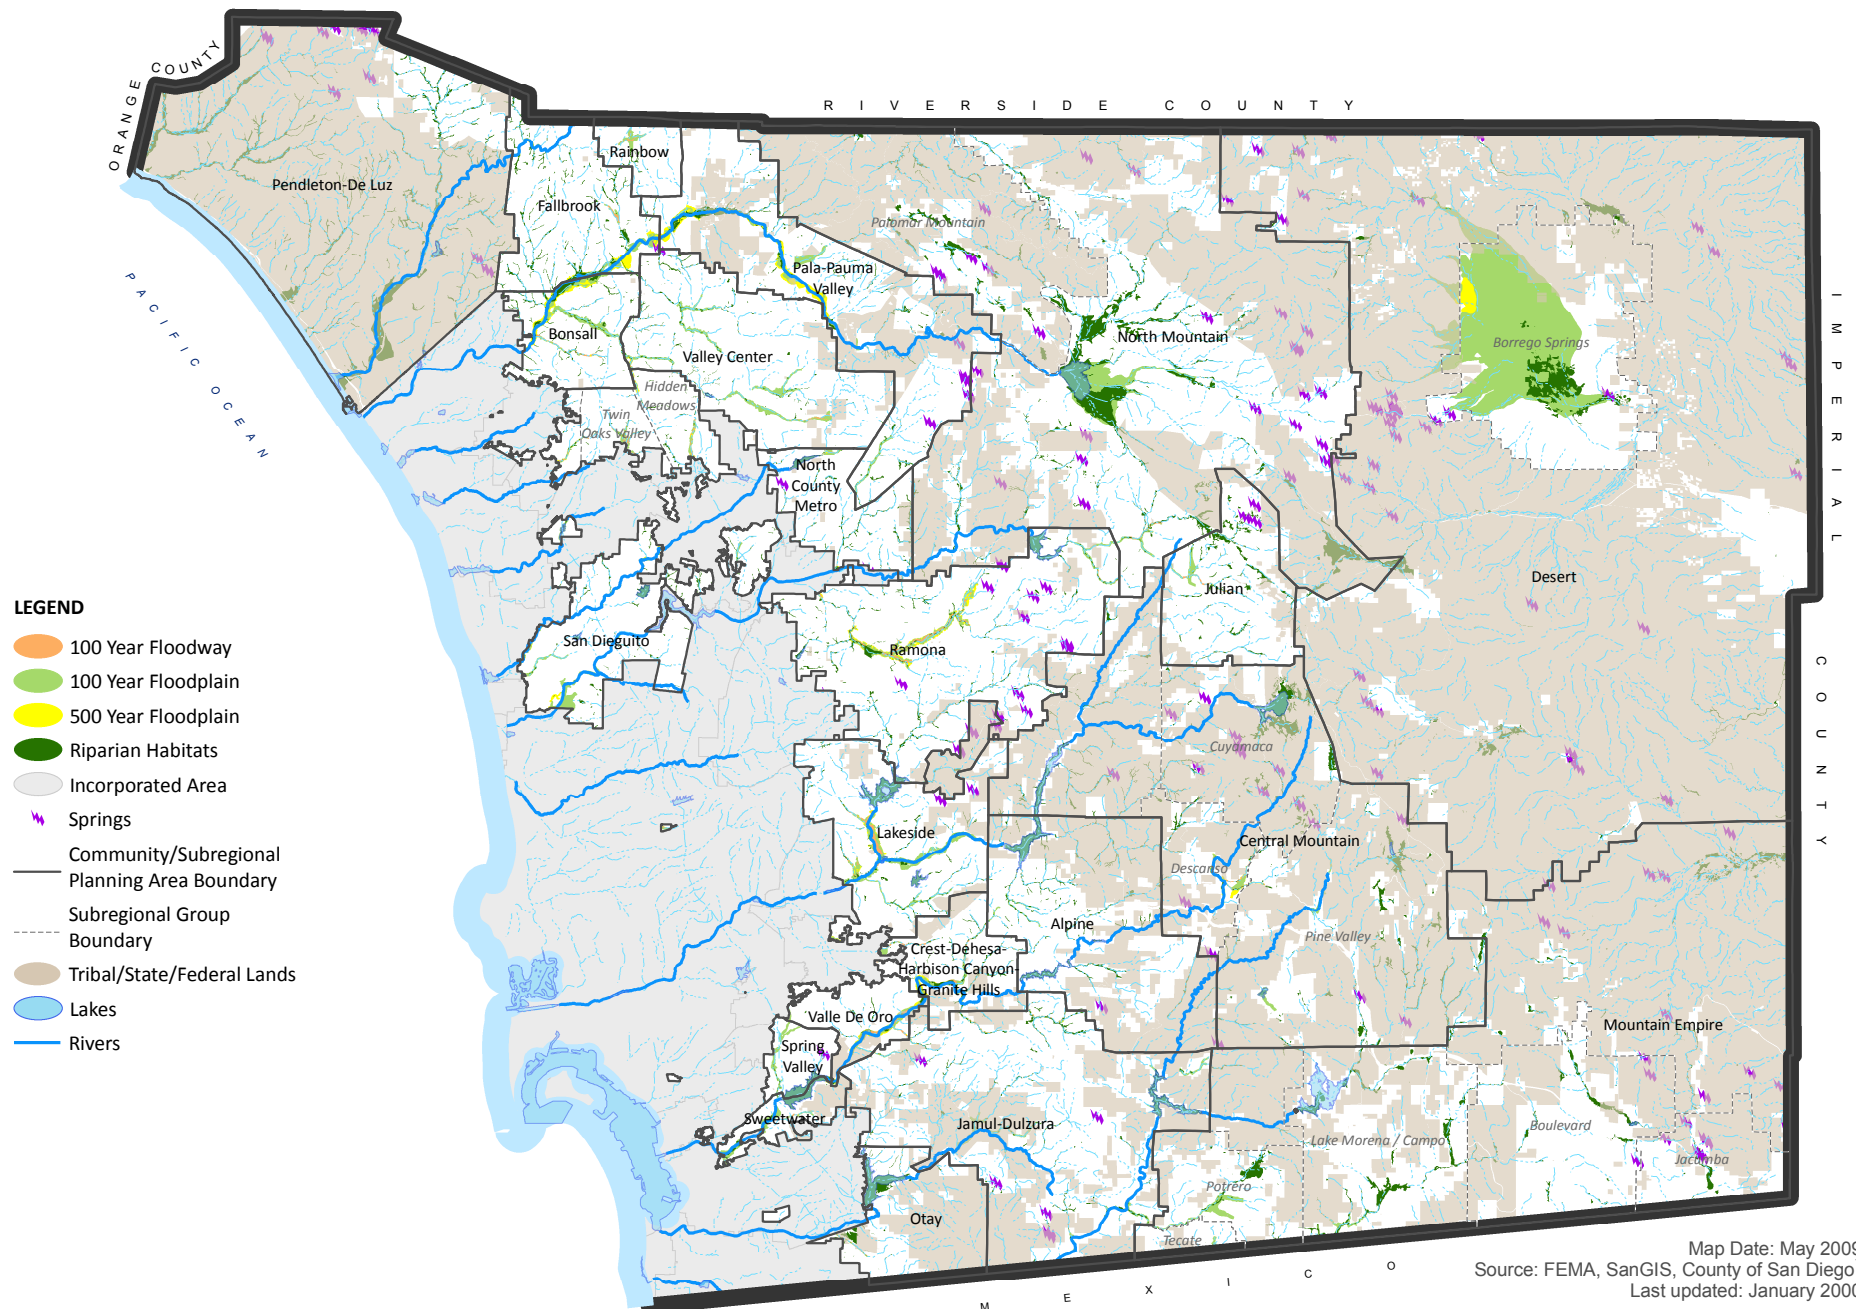 ORANGE COUNTY
RIVERSIDE COUNTY
Rainbow
Pendleton-De Luz
Fallbrook
Palomar Mountain
Pala-Pauma
Valley
PACIFIC OCEAN
IMPERIAL COUNTY
Bonsall
North Mountain
Borrego Springs
Valley Center
Hidden
Meadows
Twin
Oaks Valley
North
County
Metro
Desert
Julian
San Dieguito
Ramona
Cuyamaca
Lakeside
Central Mountain
Descanso
Alpine
Pine Valley
Crest-Dehesa-
Harbison Canyon-
Granite Hills
Valle De Oro
Mountain Empire
Spring
Valley
Sweetwater
Jamul-Dulzura
Lake Morena / Campo
Boulevard
Jacumba
Potrero
Otay
Tecate
MEXICO
LEGEND
100 Year Floodway
100 Year Floodplain
500 Year Floodplain
Riparian Habitats
Incorporated Area
Springs
Community/Subregional
Planning Area Boundary
Subregional Group
Boundary
Tribal/State/Federal Lands
Lakes
Rivers
Map Date: May 2009
Source: FEMA, SanGIS, County of San Diego
Last updated: January 2000